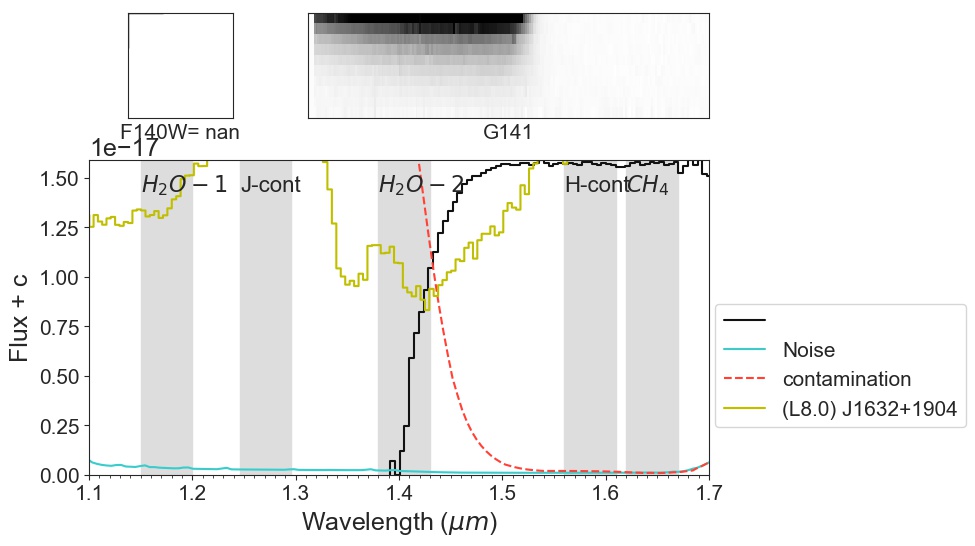 F140W= nan
G141
1e−17
H₂O − 1
J-cont
H₂O − 2
H-cont
CH₄
1.50
1.25
1.00
0.75
0.50
0.25
0.00
Flux + c
1.1
1.2
1.3
1.4
1.5
1.6
1.7
Wavelength (μm)
Noise
contamination
(L8.0) J1632+1904